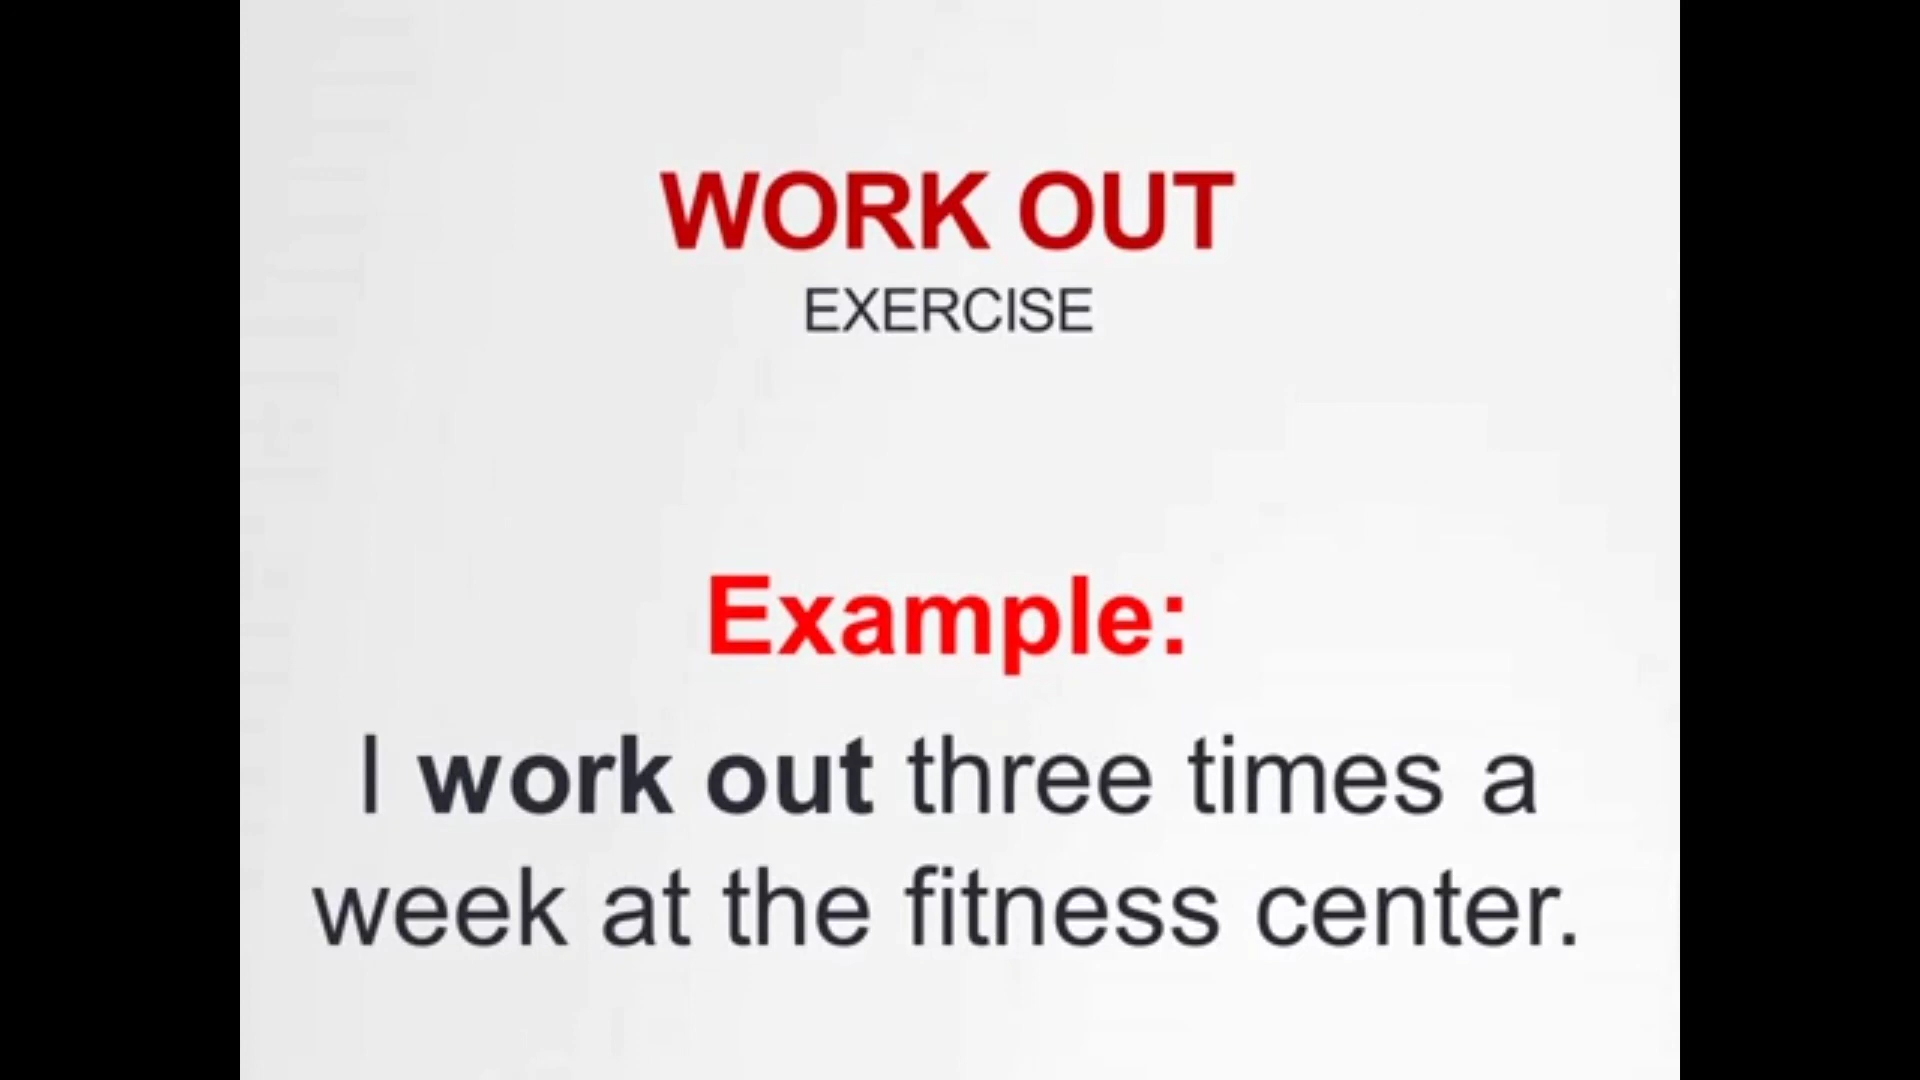 WORK OUT
EXERCISE
Example:
I work out three times a
week at the fitness center.